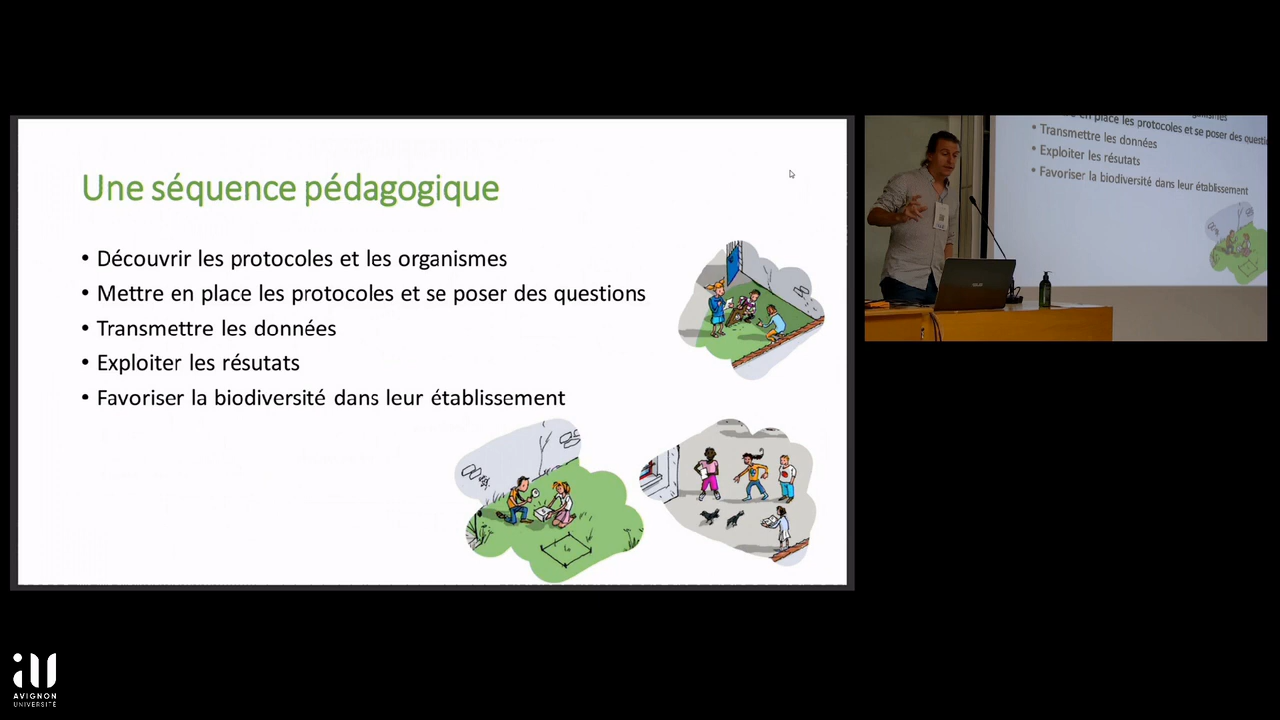 Une séquence pédagogique
• Découvrir les protocoles et les organismes
• Mettre en place les protocoles et se poser des questions
• Transmettre les données
• Exploiter les résutats
• Favoriser la biodiversité dans leur établissement
en place les protocoles et se poser des questi
• Transmettre les données
• Exploiter les résutats
• Favoriser la biodiversité dans leur établissement
AVIGNON
UNIVERSITÉ